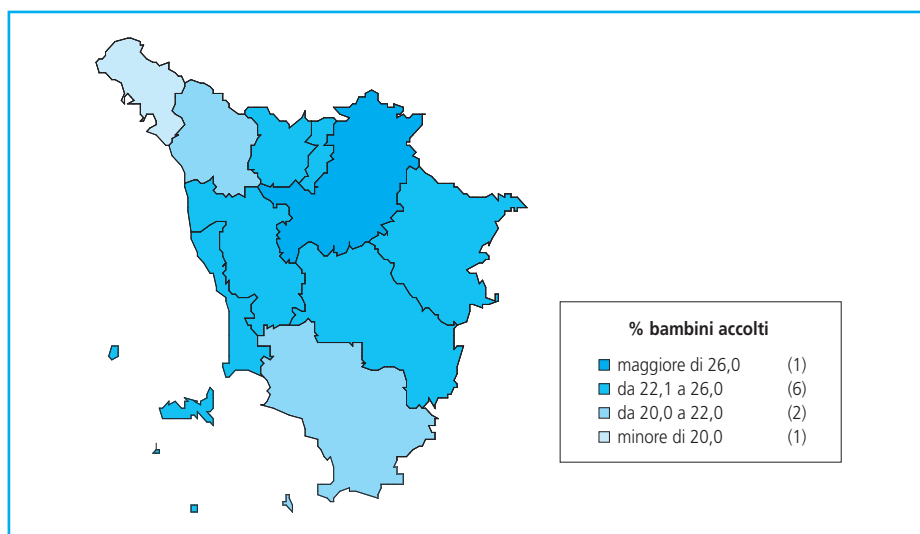 % bambini accolti
maggiore di 26,0 (1)
da 22,1 a 26,0 (6)
da 20,0 a 22,0 (2)
minore di 20,0 (1)